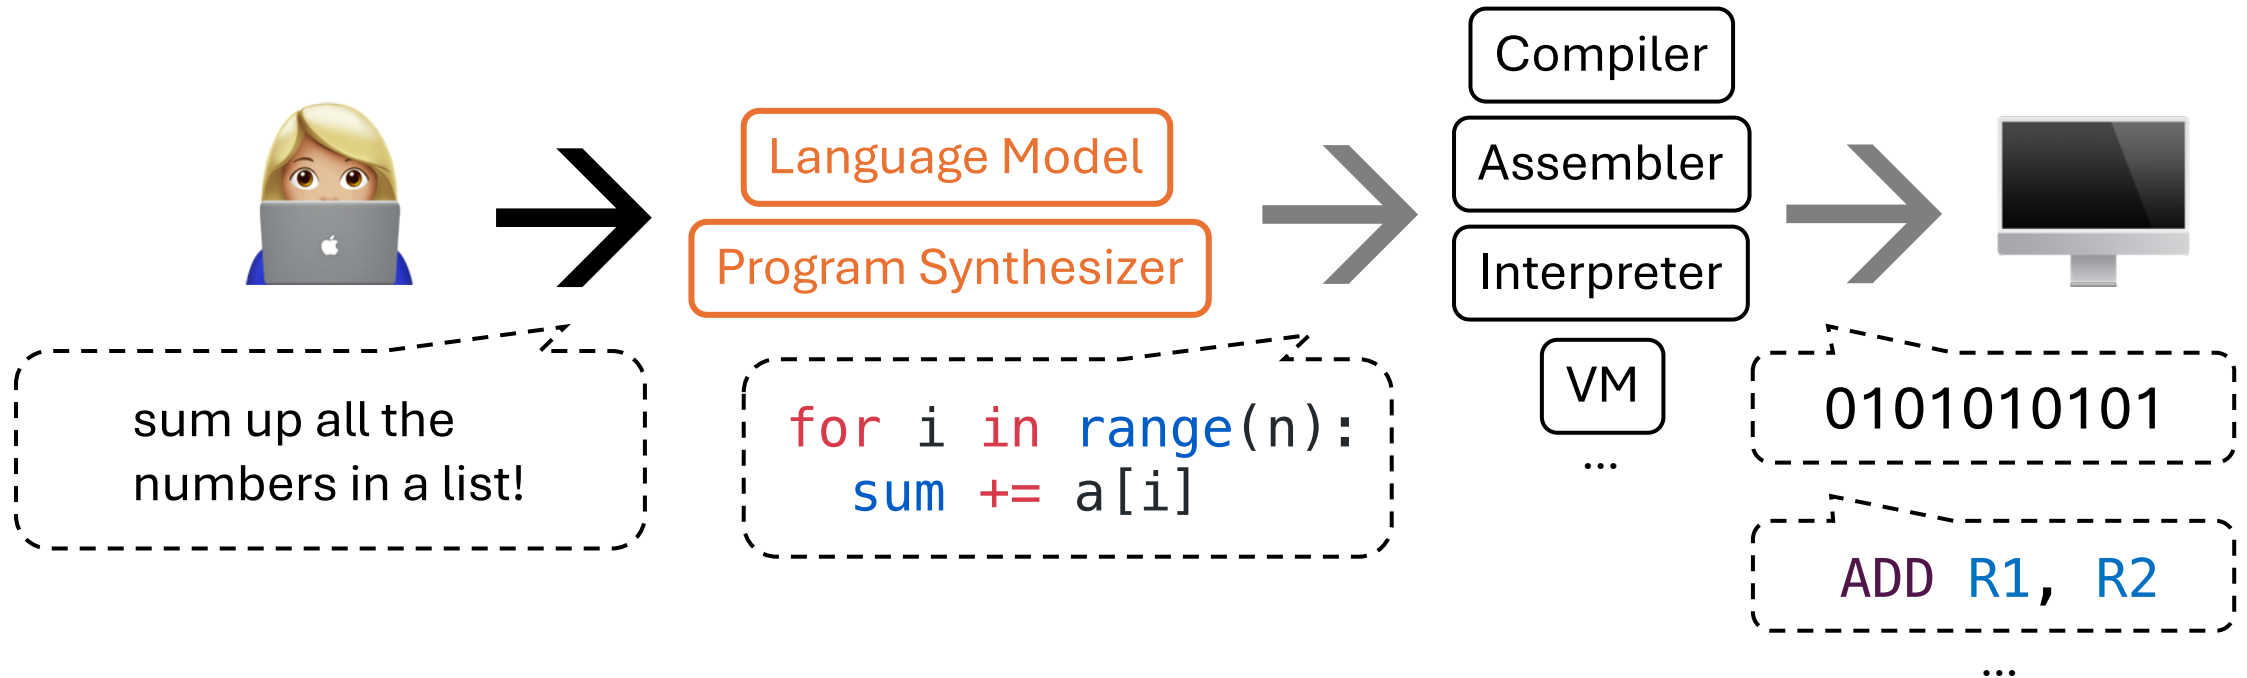 Language Model
Program Synthesizer
Compiler
Assembler
Interpreter
VM
...
sum up all the
numbers in a list!
for i in range(n):
  sum += a[i]
0101010101
ADD R1, R2
...